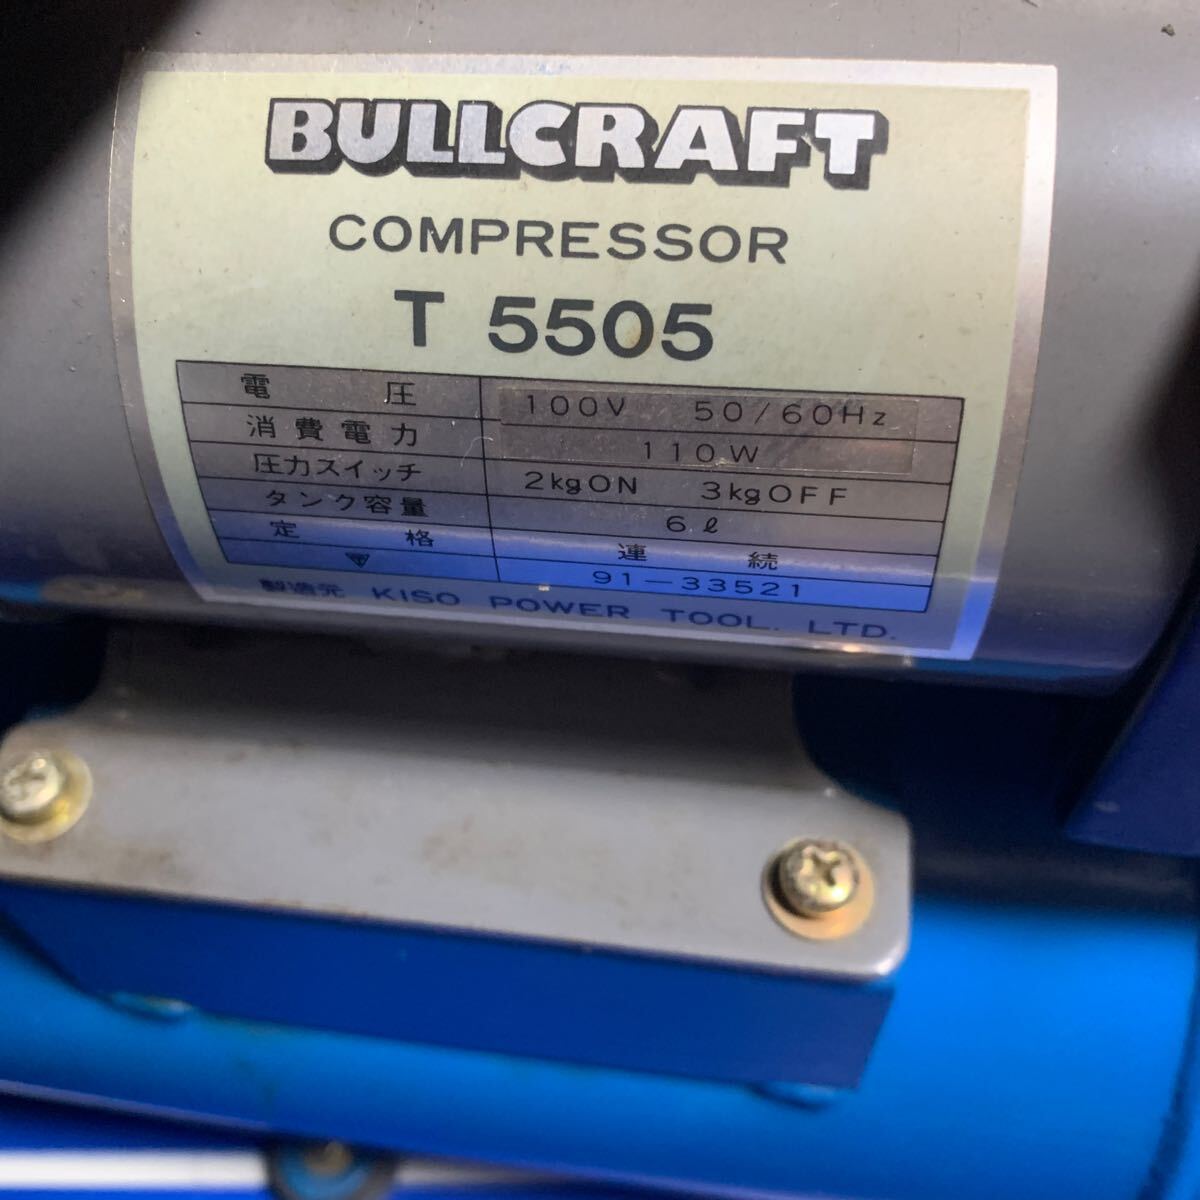 BULLCRAFT
COMPRESSOR
T 5505
電圧 100V 50/60Hz
消費電力 110W
圧力スイッチ 2kgON 3kgOFF
タンク容量 6ℓ
定格 連続
91-33521
製造元 KISO POWER TOOL. LTD.